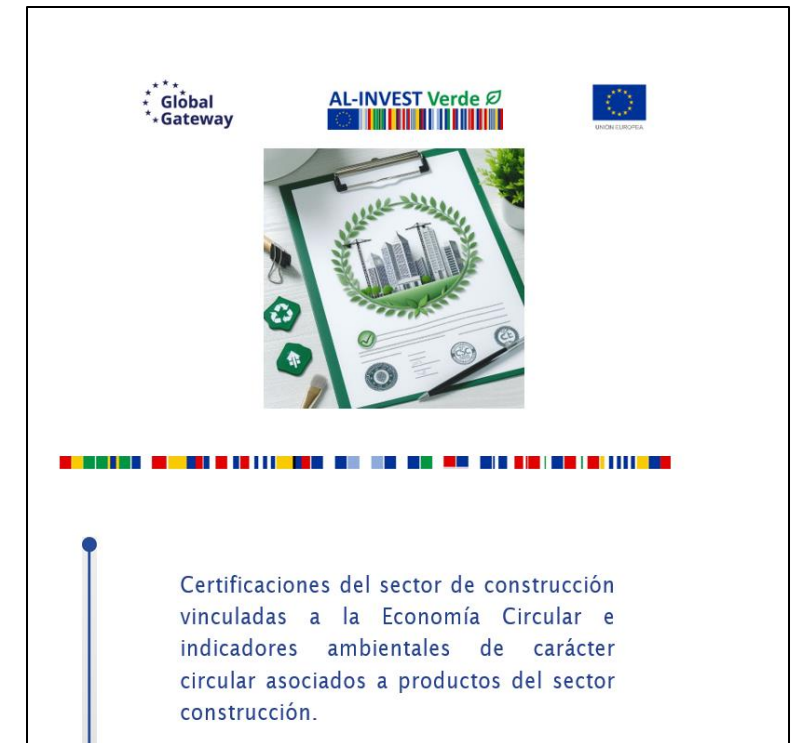 Global
Gateway
AL-INVEST Verde
UNIÓN EUROPEA
Certificaciones del sector de construcción
vinculadas a la Economía Circular e
indicadores ambientales de carácter
circular asociados a productos del sector
construcción.